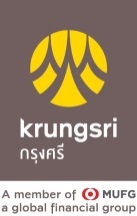 krungsri
กรุงศรี
A member of MUFG
a global financial group